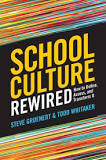 SCHOOL
CULTURE
REWIRED
How to Define,
Assess, and
Transform It
STEVE GRUENERT & TODD WHITAKER